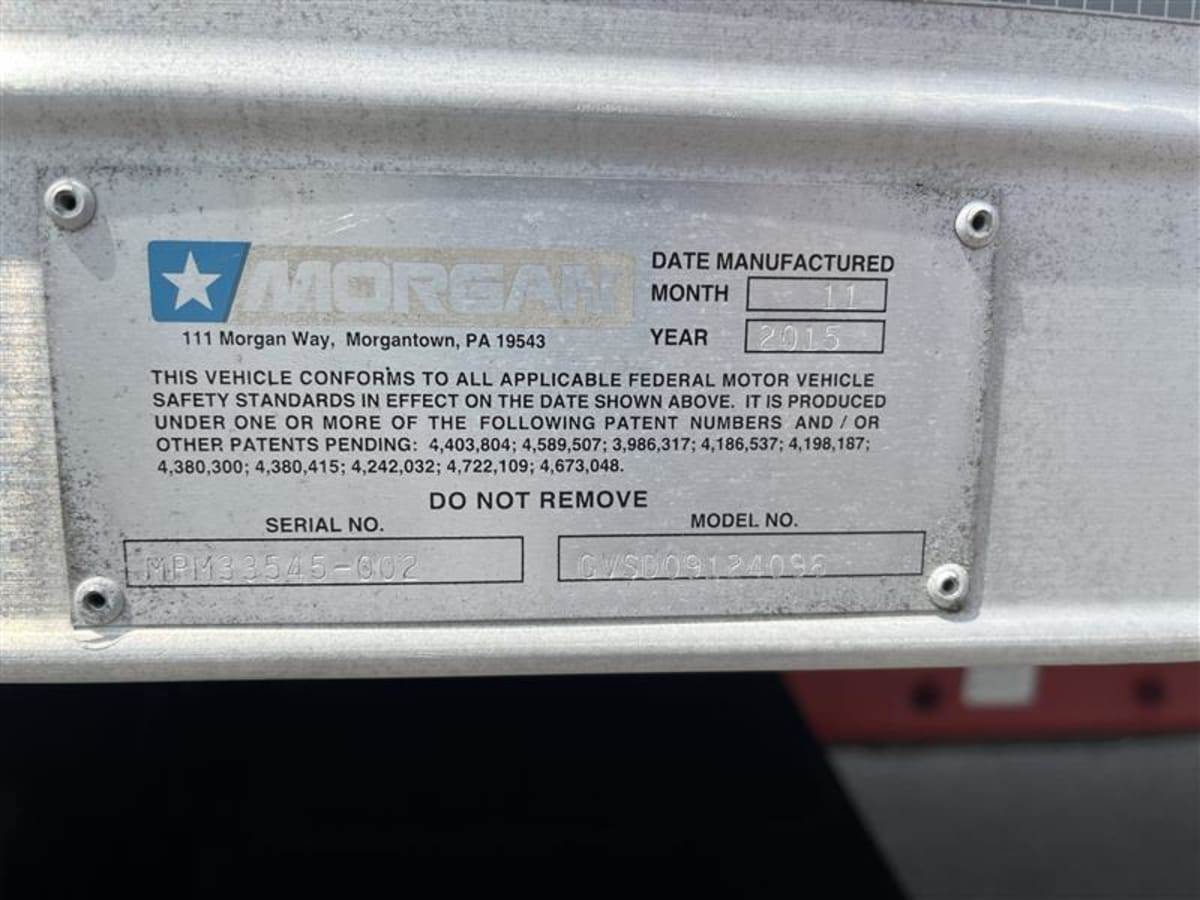 MORGAN
111 Morgan Way, Morgantown, PA 19543
DATE MANUFACTURED
MONTH 11
YEAR 2015
THIS VEHICLE CONFORMS TO ALL APPLICABLE FEDERAL MOTOR VEHICLE
SAFETY STANDARDS IN EFFECT ON THE DATE SHOWN ABOVE. IT IS PRODUCED
UNDER ONE OR MORE OF THE FOLLOWING PATENT NUMBERS AND / OR
OTHER PATENTS PENDING: 4,403,804; 4,589,507; 3,986,317; 4,186,537; 4,198,187;
4,380,300; 4,380,415; 4,242,032; 4,722,109; 4,673,048.
DO NOT REMOVE
SERIAL NO.
MPM33545-002
MODEL NO.